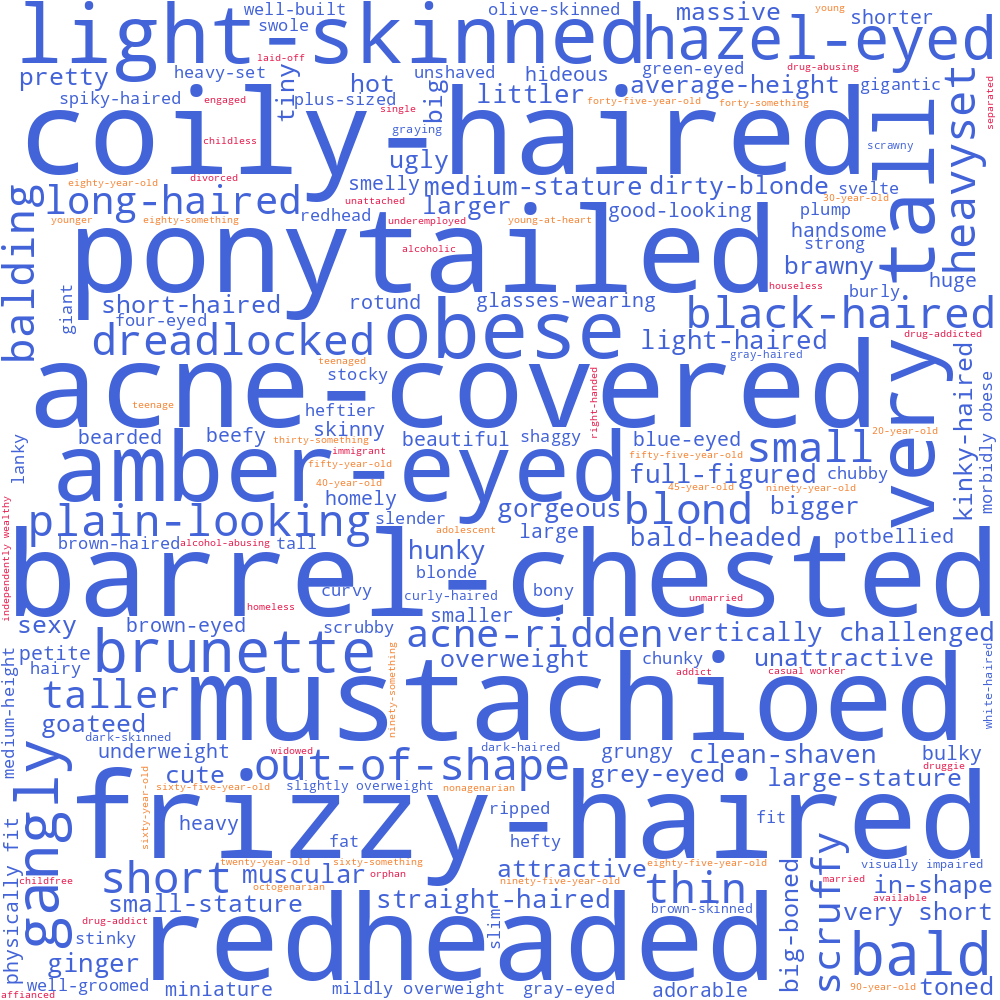 well-built
olive-skinned
massive
young
shorter
light-skinned
hazel-eyed
swole
laid-off
pretty
heavy-set
tiny
hot
unshaved
hideous
green-eyed
drug-abusing
average-height
gigantic
separated
spiky-haired
engaged
plus-sized
single
big
littler
forty-five-year-old
forty-something
tall
heavyset
coily-haired
childless
graying
ugly
scrawny
divorced
eighty-year-old
smelly
medium-stature
dirty-blonde
svelte
30-year-old
long-haired
unattached
larger
balding
younger
eighty-something
redhead
underemployed
young-at-heart
good-looking
plump
handsome
strong
ponytailed
alcoholic
brawny
huge
houseless
burly
giant
short-haired
rotund
glasses-wearing
black-haired
four-eyed
dreadlocked
obese
light-haired
drug-addicted
gray-haired
teenaged
stocky
acne-covered
right-handed
very
kinky-haired
morbidly obese
teenage
heftier
skinny
bearded
beefy
thirty-something
beautiful
shaggy
blue-eyed
small
20-year-old
lanky
immigrant
fifty-year-old
fifty-five-year-old
amber-eyed
full-figured
chubby
40-year-old
homely
45-year-old
ninety-year-old
independently wealthy
plain-looking
slender
gorgeous
blond
bigger
adolescent
large
bald-headed
potbellied
brown-haired
alcohol-abusing
tall
hunky
blonde
barrel-chested
curvy
curly-haired
bony
unmarried
homeless
smaller
sexy
brown-eyed
scrubby
acne-ridden
vertically challenged
petite
brunette
overweight
chunky
unattractive
hairy
medium-height
addict
casual worker
white-haired
taller
mustachioed
ninety-something
goateed
dark-skinned
underweight
widowed
dark-haired
grungy
clean-shaven
bulky
druggie
gangly
cute
out-of-shape
grey-eyed
large-stature
sixty-year-old
sixty-five-year-old
slightly overweight
nonagenarian
frizzy-haired
ripped
heavy
fat
hefty
fit
physically fit
twenty-year-old
sixty-something
eighty-five-year-old
visually impaired
childfree
short
muscular
orphan
attractive
ninety-five-year-old
thin
big-boned
scruffy
married
in-shape
octogenarian
available
small-stature
straight-haired
brown-skinned
very short
drug-addict
redheaded
slim
stinky
bald
ginger
well-groomed
miniature
mildly overweight
gray-eyed
adorable
90-year-old
toned
affianced